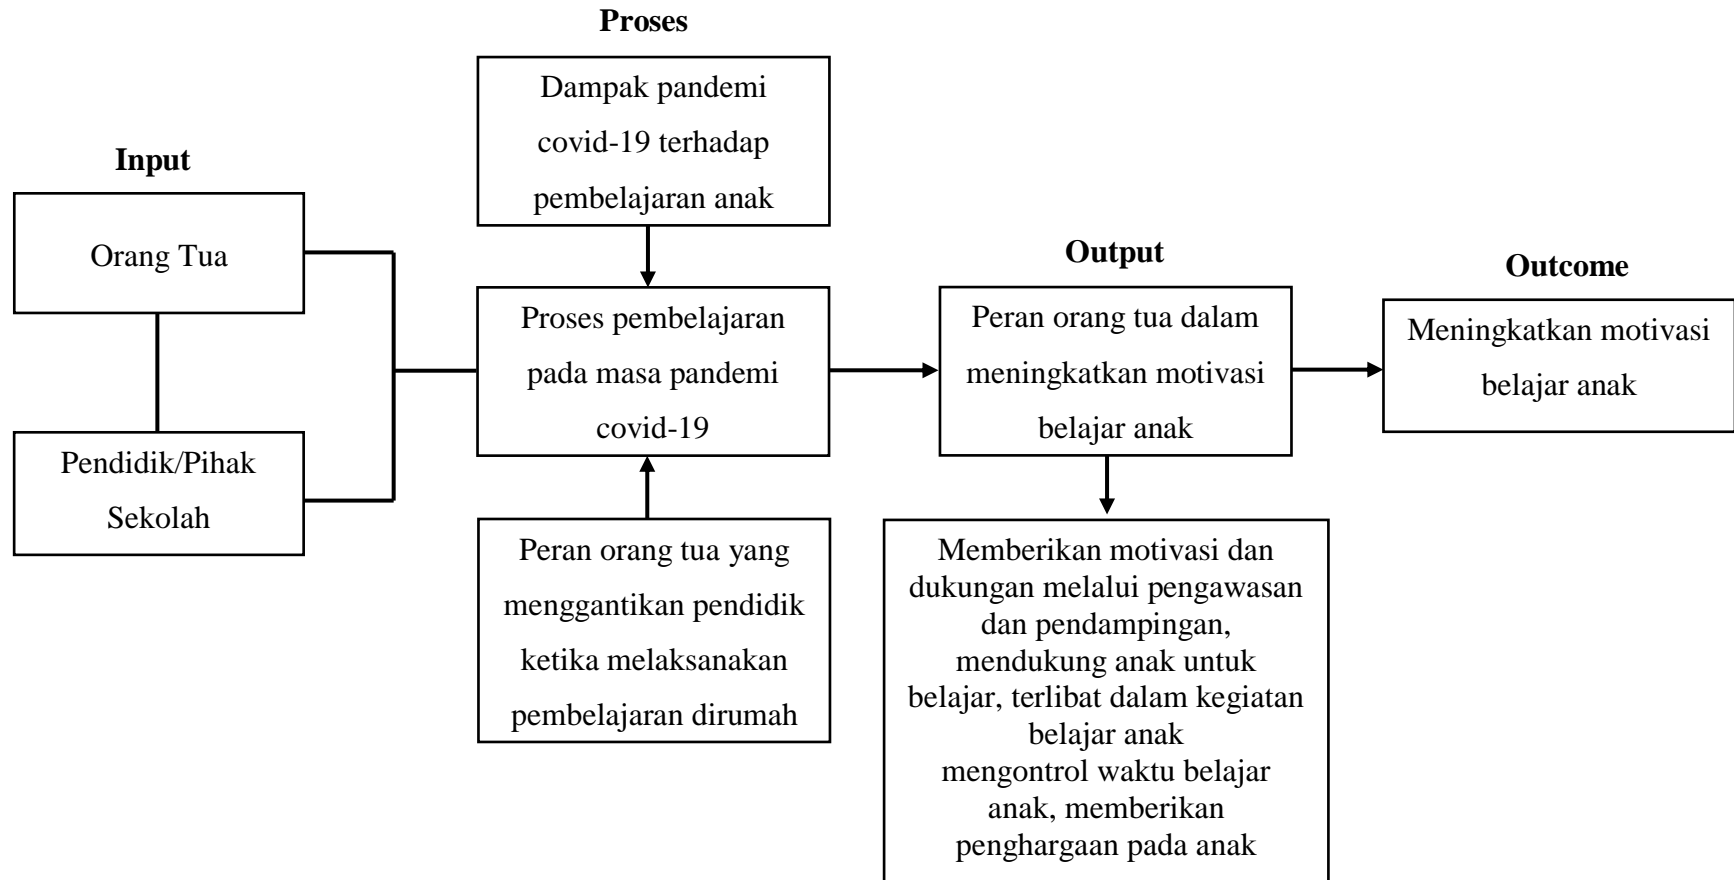 Input
Orang Tua
Pendidik/Pihak
Sekolah
Proses
Dampak pandemi
covid-19 terhadap
pembelajaran anak
Proses pembelajaran
pada masa pandemi
covid-19
Peran orang tua yang
menggantikan pendidik
ketika melaksanakan
pembelajaran dirumah
Output
Peran orang tua dalam
meningkatkan motivasi
belajar anak
Memberikan motivasi dan
dukungan melalui pengawasan
dan pendampingan,
mendukung anak untuk
belajar, terlibat dalam kegiatan
belajar anak
mengontrol waktu belajar
anak, memberikan
penghargaan pada anak
Outcome
Meningkatkan motivasi
belajar anak